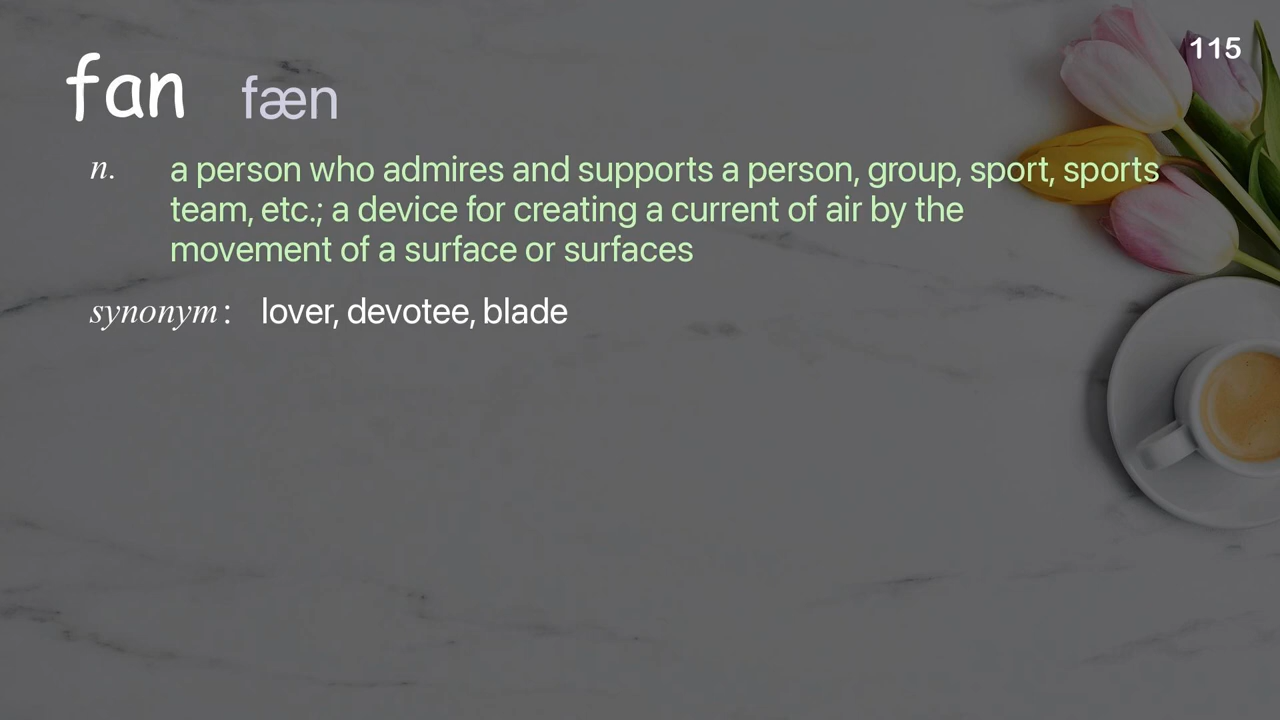 115
fan fæn
n. a person who admires and supports a person, group, sport, sports
team, etc.; a device for creating a current of air by the
movement of a surface or surfaces
synonym: lover, devotee, blade